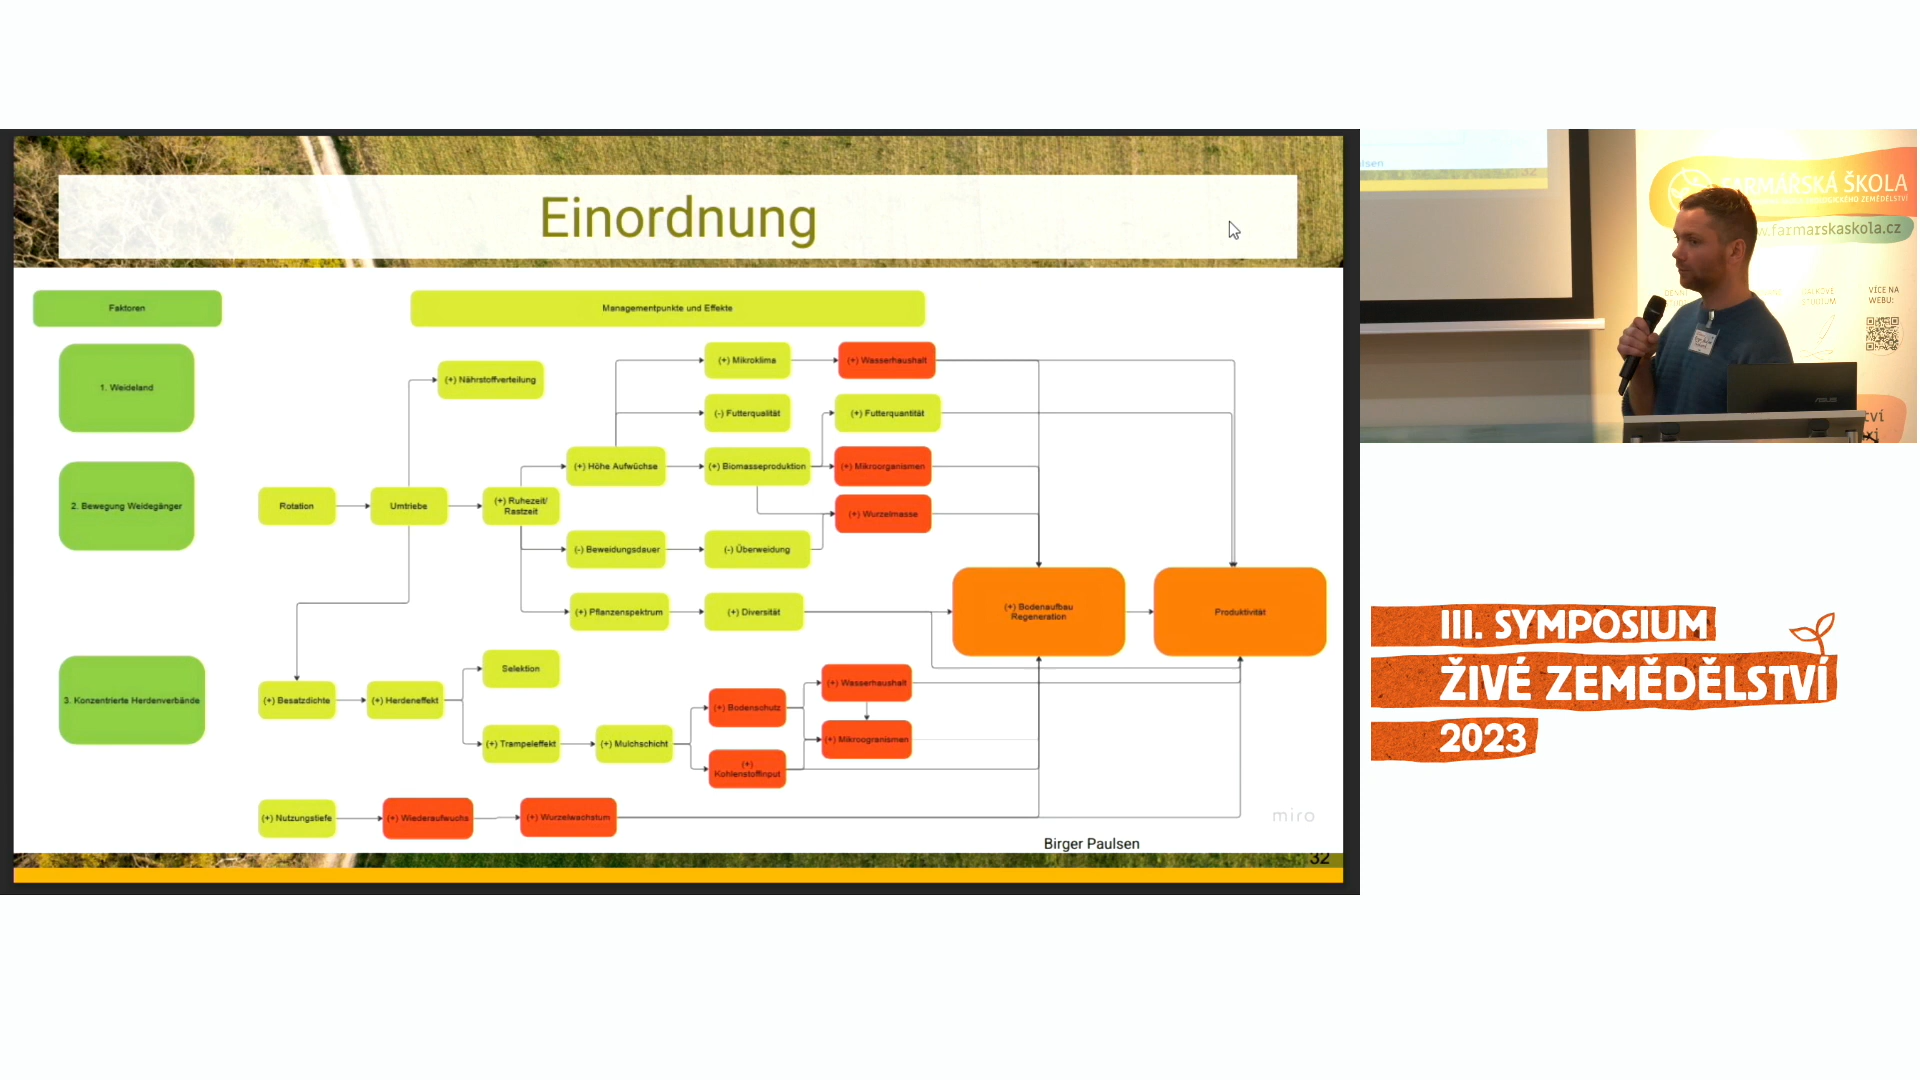 Einordnung
Faktoren
Managementpunkte und Effekte
1. Weideland
2. Bewegung Weidegänger
3. Konzentrierte Herdenverbände
(+) Nährstoffverteilung
(+) Mikroklima
(+) Wasserhaushalt
(-) Futterqualität
(+) Futterquantität
(+) Höhe Aufwüchse
(+) Biomasseproduktion
(+) Mikroorganismen
Rotation
Umtriebe
(+) Ruhezeit/
Rastzeit
(+) Wurzelmasse
(-) Beweidungsdauer
(-) Überweidung
(+) Pflanzenspektrum
(+) Diversität
(+) Bodenaufbau
Regeneration
Produktivität
Selektion
(+) Besatzdichte
(+) Herdeneffekt
(+) Trampeleffekt
(+) Mulchschicht
(+) Bodenschutz
(+)
Kohlenstoffinput
(+) Wasserhaushalt
(+) Mikroogranismen
(+) Nutzungstiefe
(+) Wiederaufwuchs
(+) Wurzelwachstum
miro
Birger Paulsen
32
FARMÁŘSKÁ ŠKOLA
w.farmarskaskola.cz
VÍCE NA
WEBU:
ASUS
III. SYMPOSIUM
ŽIVÉ ZEMĚDĚLSTVÍ
2023